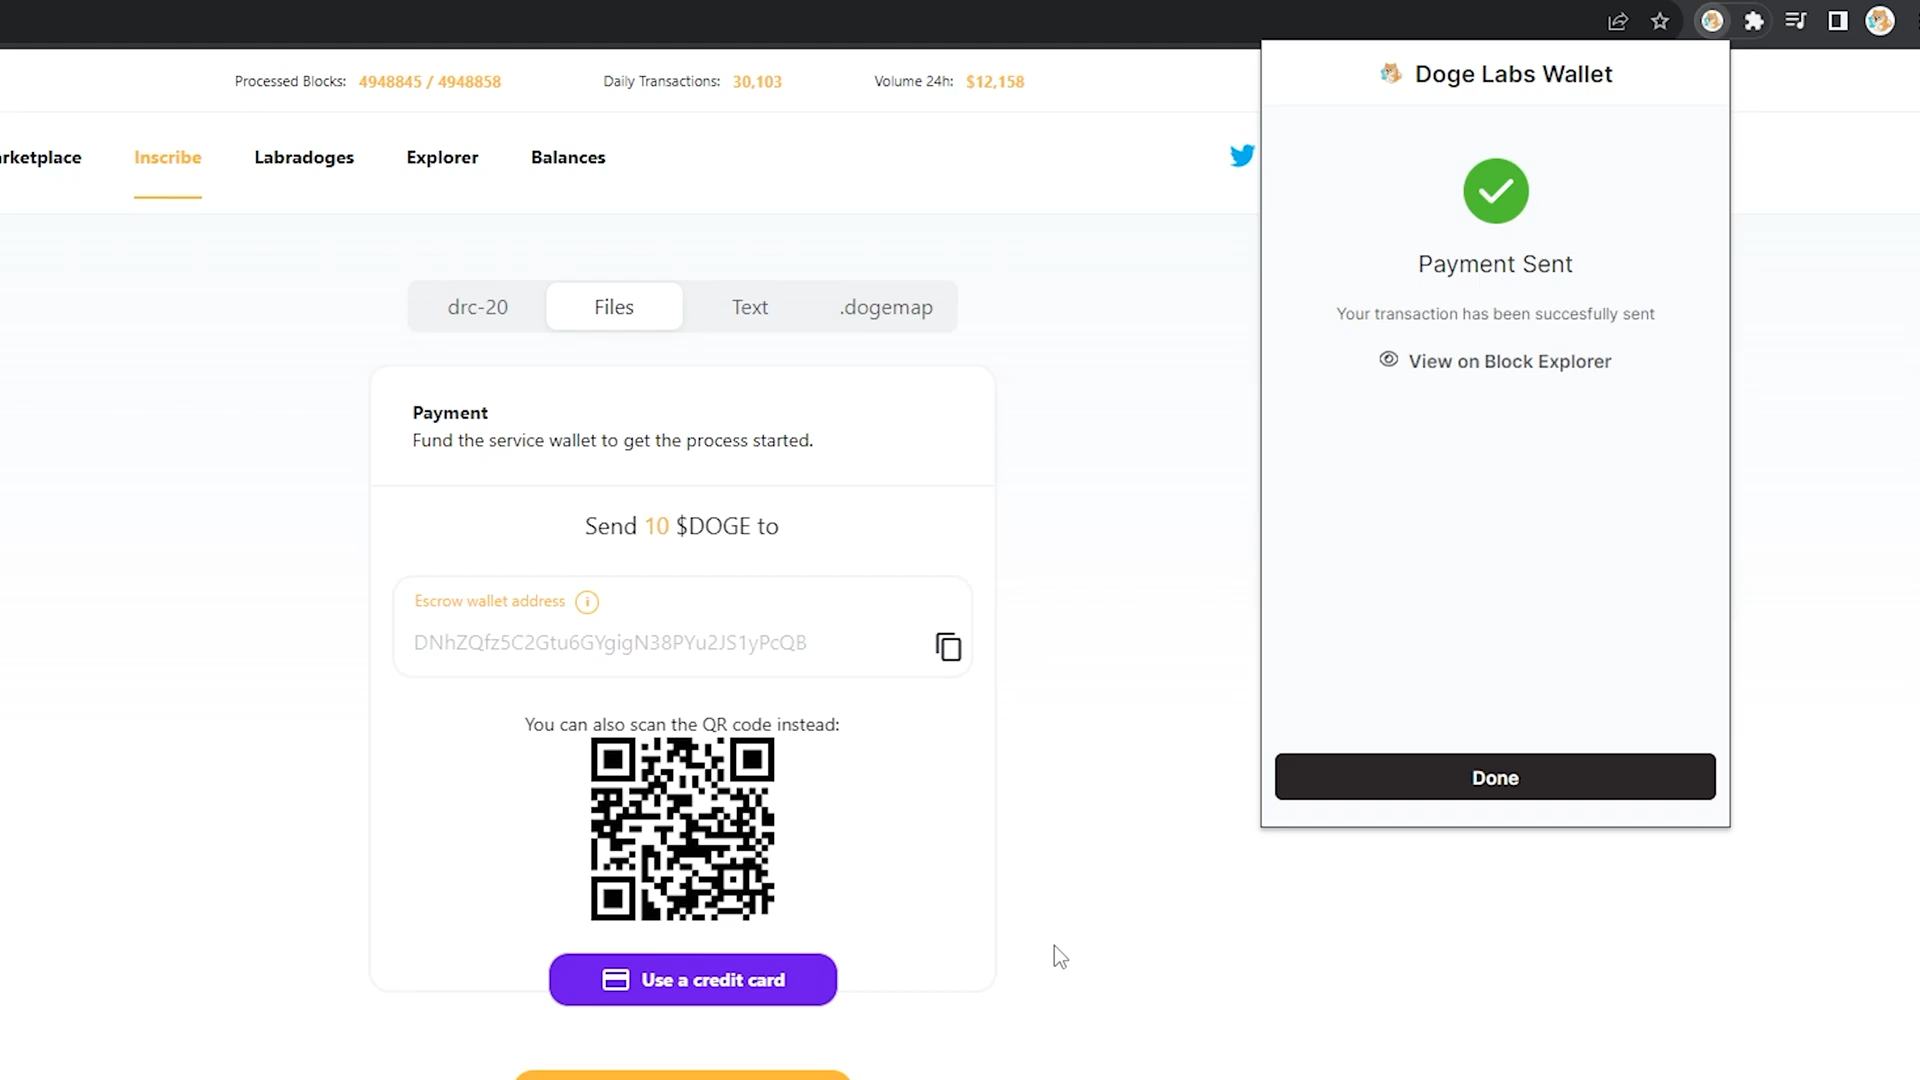 Processed Blocks: 4948845 / 4948858 Daily Transactions: 30,103 Volume 24h: $12,158
rketplace Inscribe Labradoges Explorer Balances
drc-20 Files Text .dogemap
Payment
Fund the service wallet to get the process started.
Send 10 $DOGE to
Escrow wallet address
DNhZQfz5C2Gtu6GYgigN38PYu2JS1yPcQB
You can also scan the QR code instead:
Use a credit card
Doge Labs Wallet
Payment Sent
Your transaction has been succesfully sent
View on Block Explorer
Done